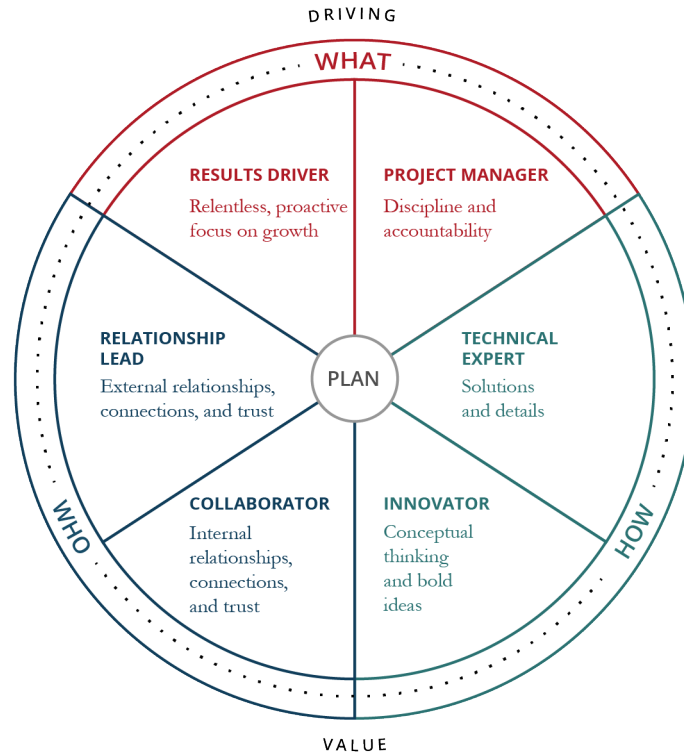 DRIVING
WHAT
RESULTS DRIVER
Relentless, proactive
focus on growth
PROJECT MANAGER
Discipline and
accountability
RELATIONSHIP
LEAD
External relationships,
connections, and trust
PLAN
TECHNICAL
EXPERT
Solutions
and details
COLLABORATOR
Internal
relationships,
connections,
and trust
INNOVATOR
Conceptual
thinking
and bold
ideas
WHO
HOW
VALUE